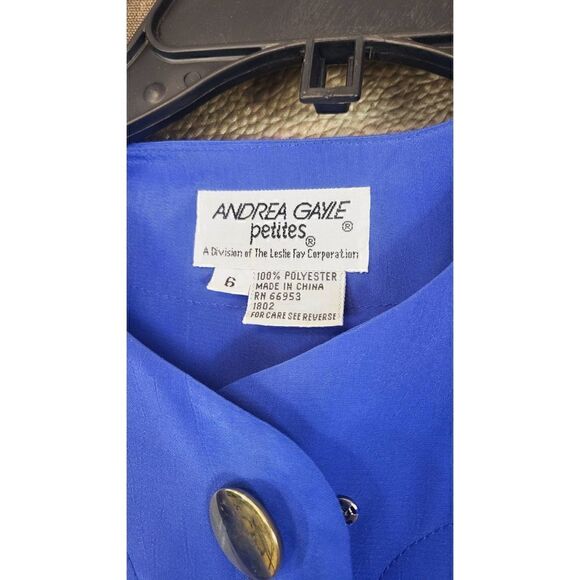 ANDREA GAYLE
petites® ®
A Division of The Leslie Fay Corporation
6
100% POLYESTER
MADE IN CHINA
RN 66953
1802
FOR CARE SEE REVERSE